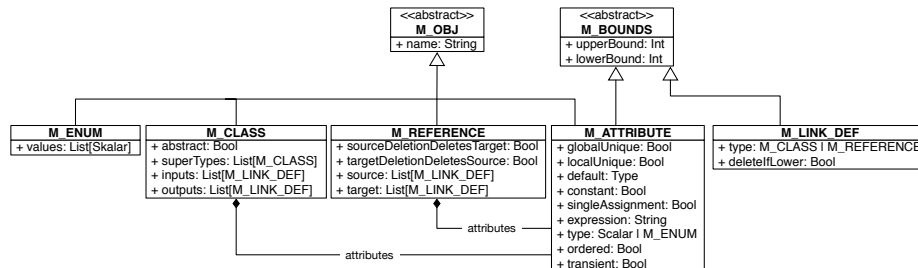 <<abstract>>
M_OBJ
+ name: String
<<abstract>>
M_BOUNDS
+ upperBound: Int
+ lowerBound: Int
M_ENUM
+ values: List[Skalar]
M_CLASS
+ abstract: Bool
+ superTypes: List[M_CLASS]
+ inputs: List[M_LINK_DEF]
+ outputs: List[M_LINK_DEF]
M_REFERENCE
+ sourceDeletionDeletesTarget: Bool
+ targetDeletionDeletesSource: Bool
+ source: List[M_LINK_DEF]
+ target: List[M_LINK_DEF]
M_ATTRIBUTE
+ globalUnique: Bool
+ localUnique: Bool
+ default: Type
+ constant: Bool
+ singleAssignment: Bool
+ expression: String
+ type: Scalar | M_ENUM
+ ordered: Bool
+ transient: Bool
M_LINK_DEF
+ type: M_CLASS | M_REFERENCE
+ deleteIfLower: Bool
attributes
attributes